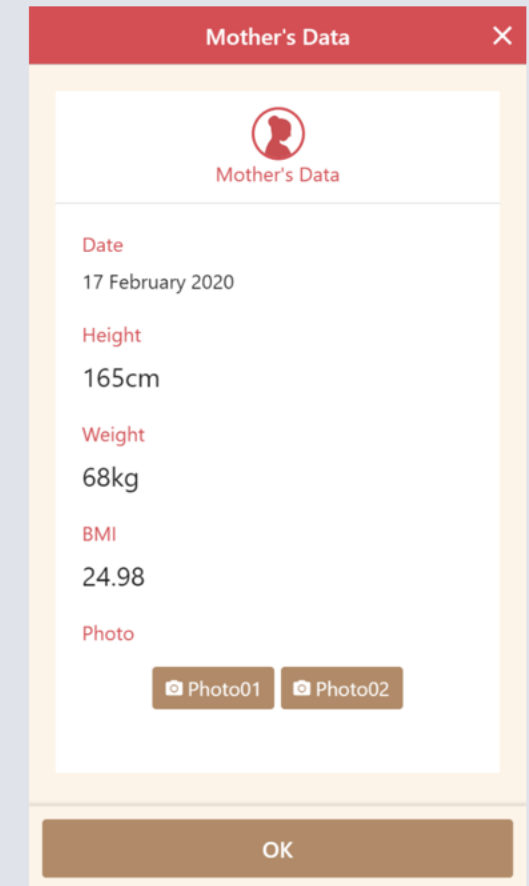 Mother's Data
Mother's Data
Date
17 February 2020
Height
165cm
Weight
68kg
BMI
24.98
Photo
Photo01 Photo02
OK